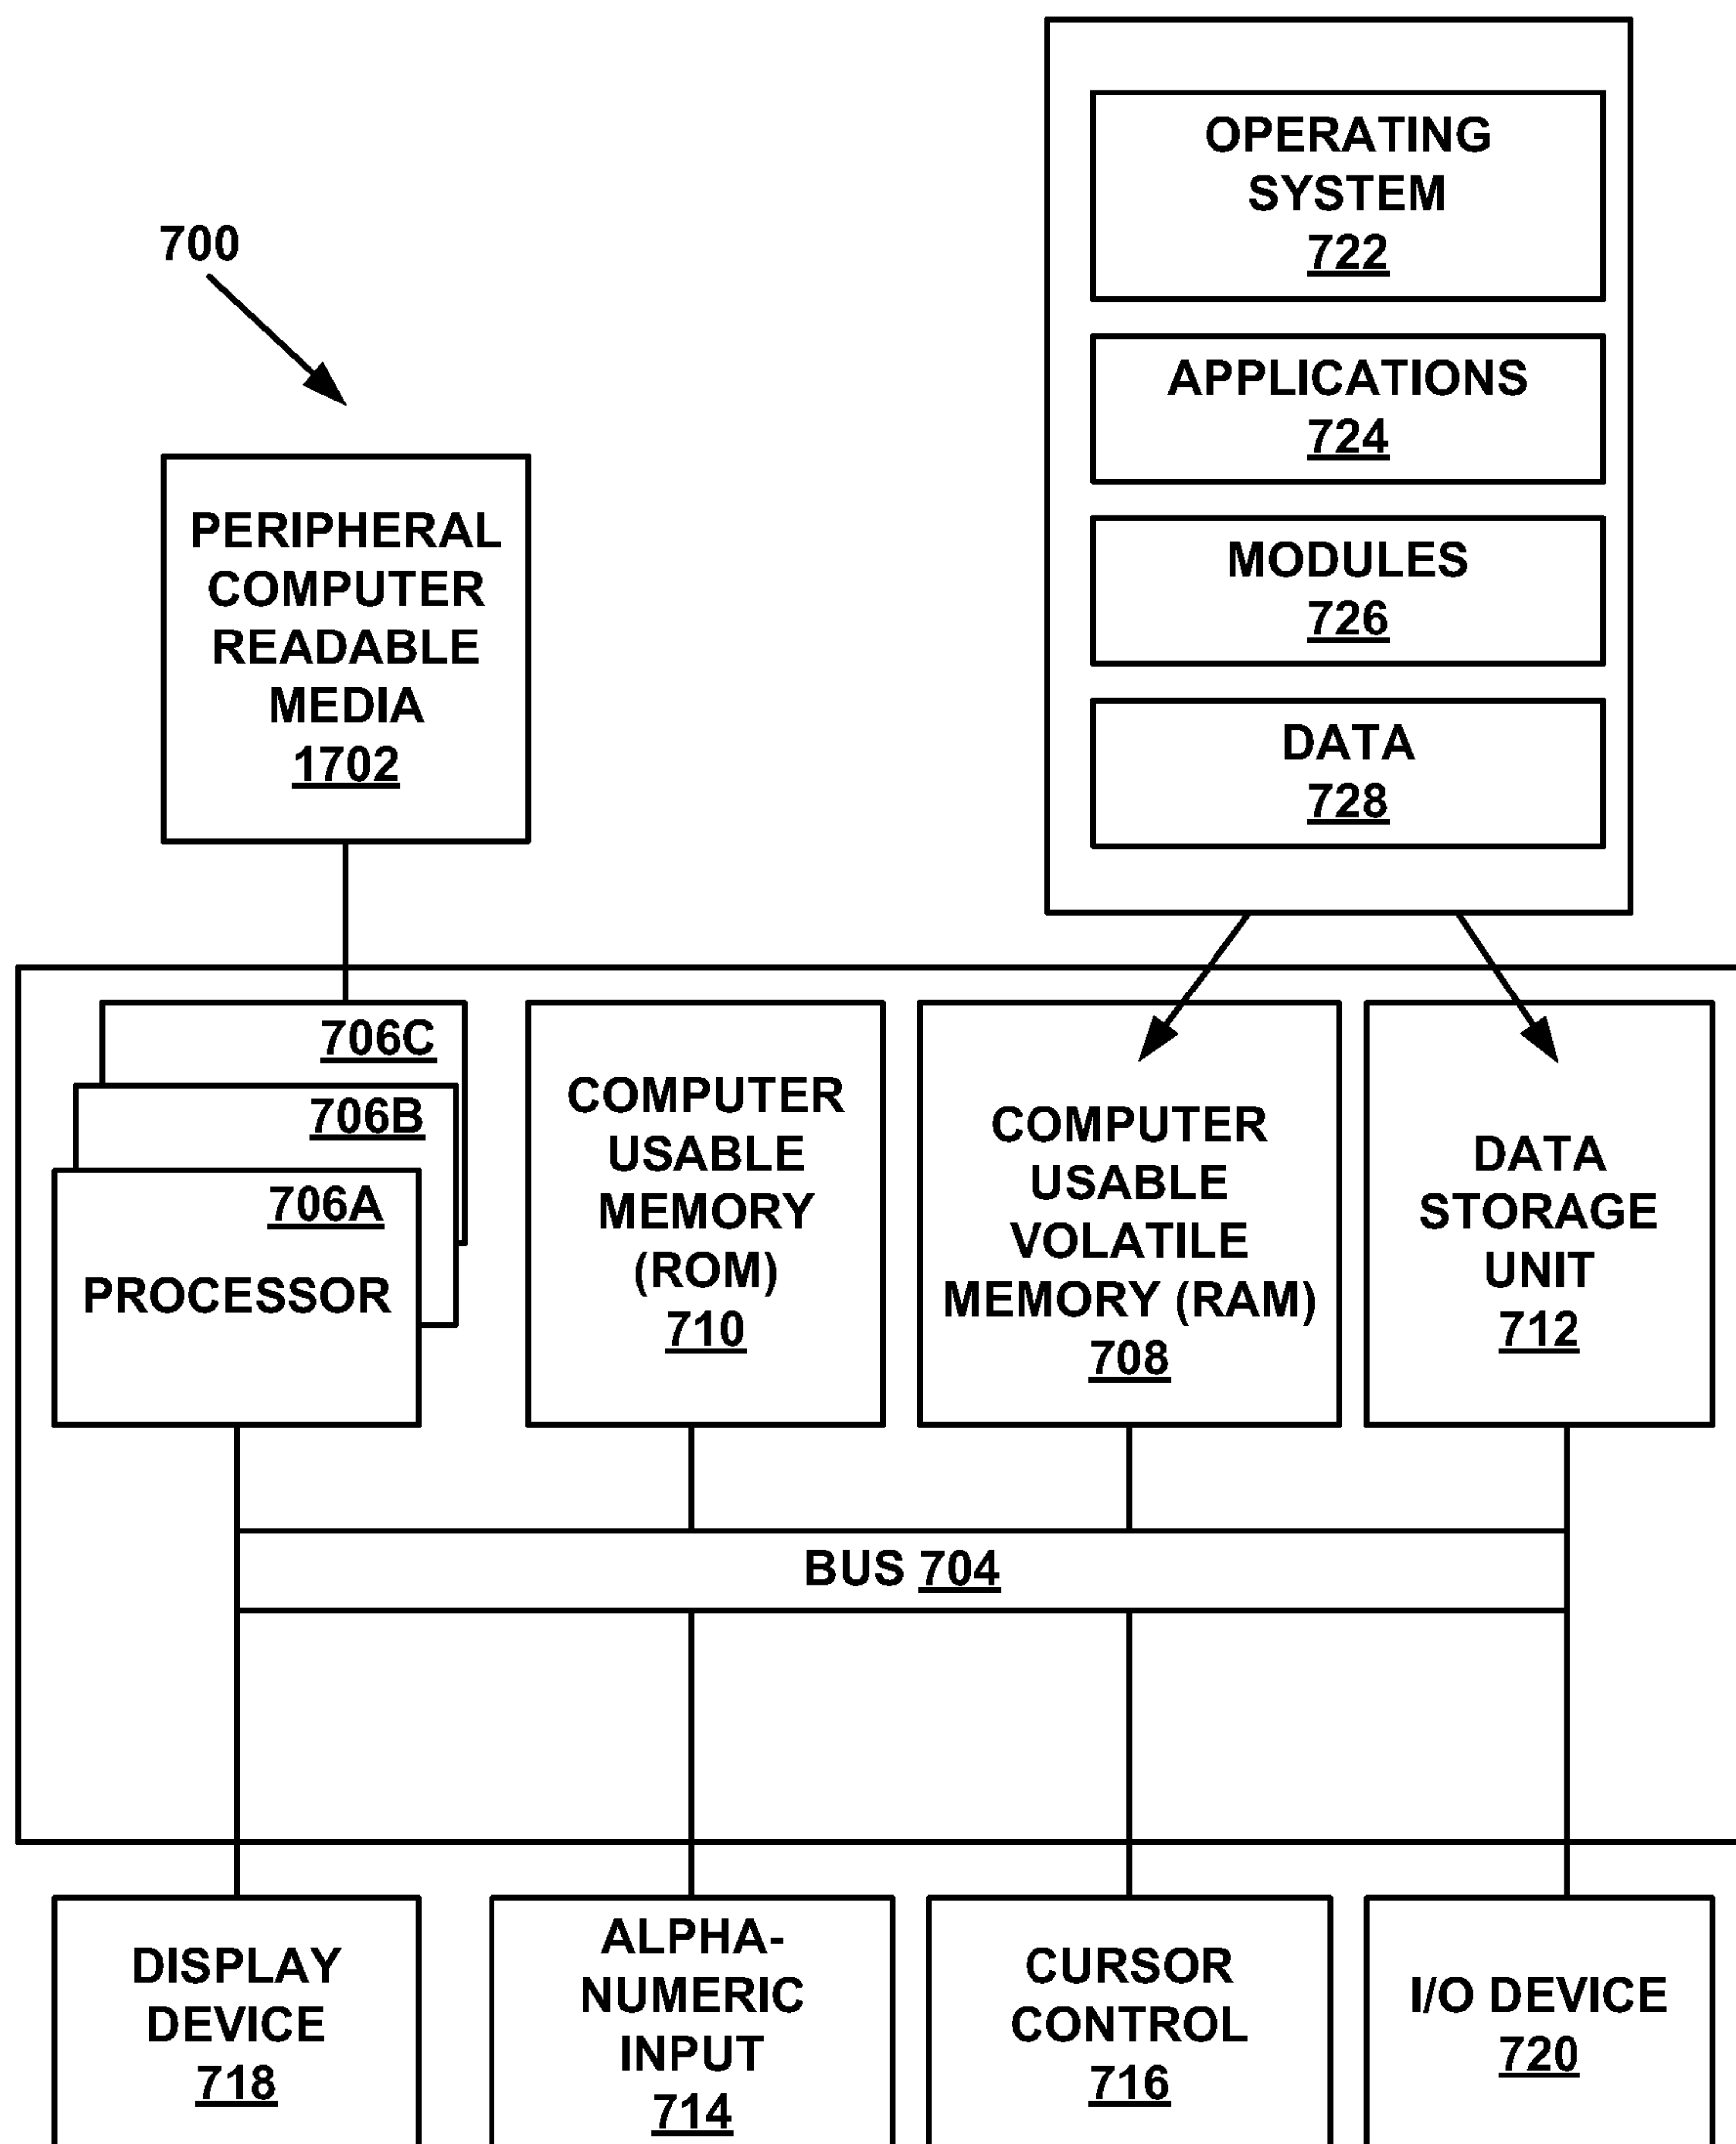 OPERATING
SYSTEM
722
700
APPLICATIONS
724
PERIPHERAL
COMPUTER
READABLE
MEDIA
1702
MODULES
726
DATA
728
706C
706B
706A
PROCESSOR
COMPUTER
USABLE
MEMORY
(ROM)
710
COMPUTER
USABLE
VOLATILE
MEMORY (RAM)
708
DATA
STORAGE
UNIT
712
BUS 704
DISPLAY
DEVICE
718
ALPHA-
NUMERIC
INPUT
714
CURSOR
CONTROL
716
I/O DEVICE
720